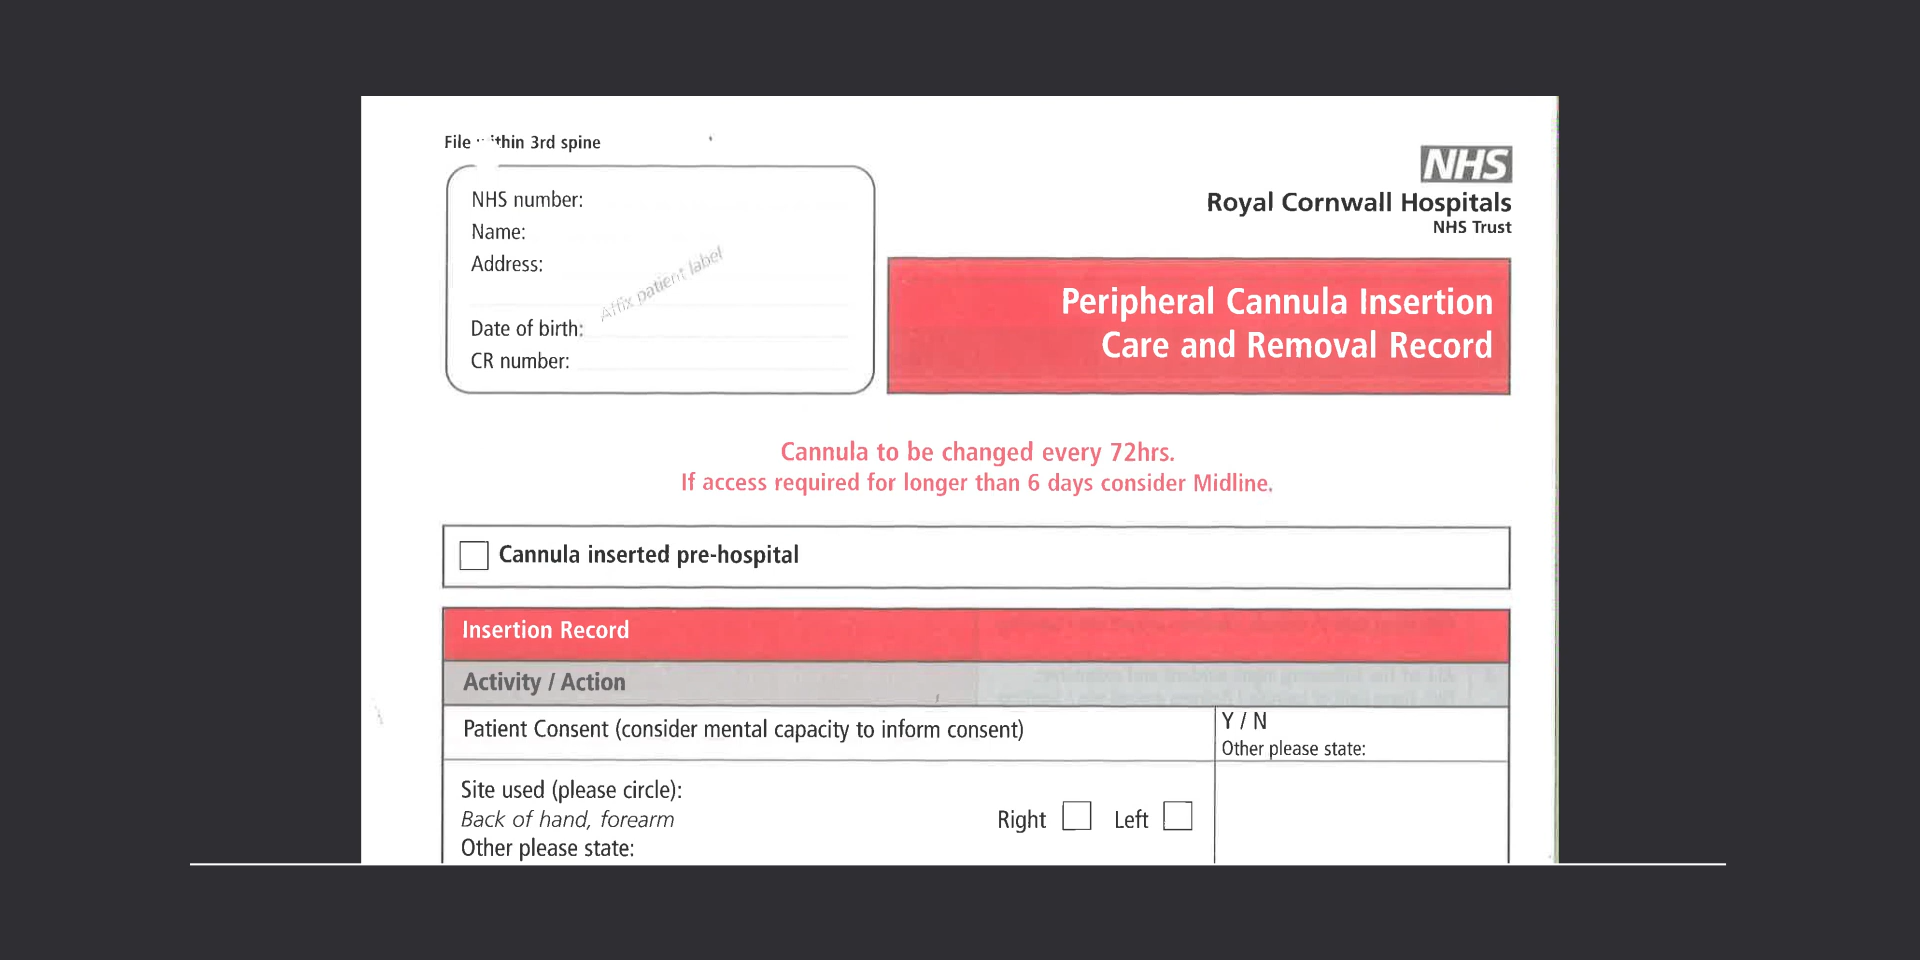 File within 3rd spine
NHS number:
Name:
Address:
Affix patient label
Date of birth:
CR number:
NHS
Royal Cornwall Hospitals
NHS Trust
Peripheral Cannula Insertion
Care and Removal Record
Cannula to be changed every 72hrs.
If access required for longer than 6 days consider Midline.
Cannula inserted pre-hospital
Insertion Record
Activity / Action
Patient Consent (consider mental capacity to inform consent)
Y / N
Other please state:
Site used (please circle):
Back of hand, forearm
Right Left
Other please state: